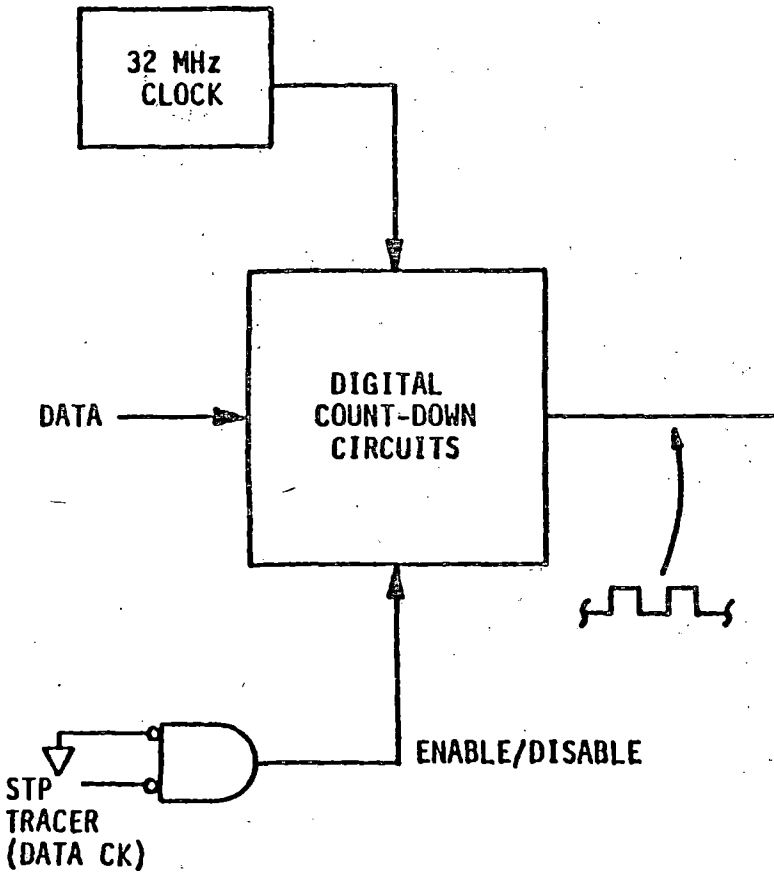 32 MHz
CLOCK
DIGITAL
COUNT-DOWN
CIRCUITS
DATA
ENABLE/DISABLE
STP
TRACER
(DATA CK)